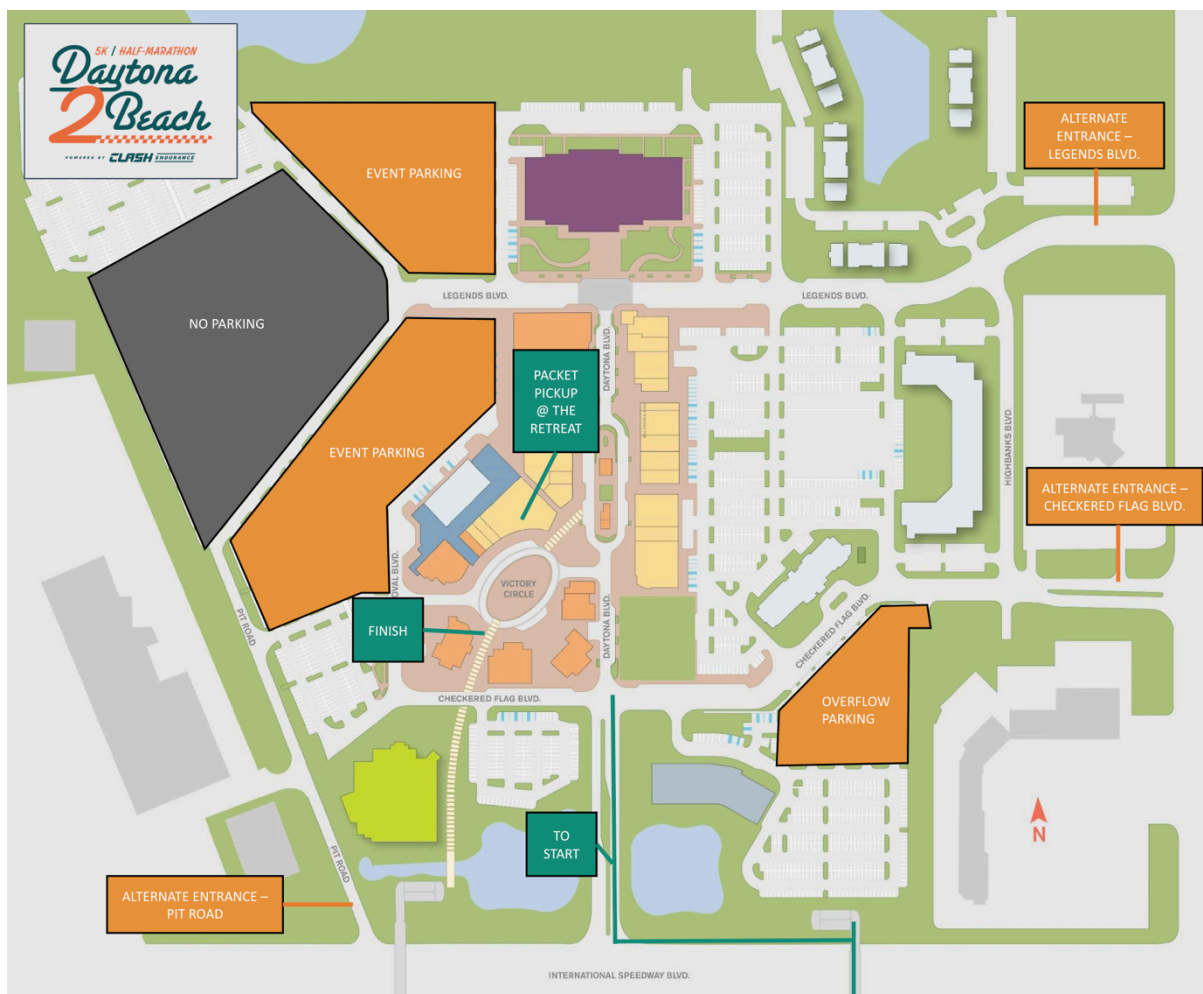 5K | HALF-MARATHON
Daytona
2 Beach
POWERED BY CLASH ENDURANCE
ALTERNATE
ENTRANCE –
LEGENDS BLVD.
EVENT PARKING
LEGENDS BLVD.
LEGENDS BLVD.
NO PARKING
DAYTONA BLVD.
PACKET
PICKUP
@ THE
RETREAT
HIGHBANKS BLVD.
EVENT PARKING
ALTERNATE ENTRANCE –
CHECKERED FLAG BLVD.
OVAL BLVD.
VICTORY
CIRCLE
PIT ROAD
FINISH
DAYTONA BLVD.
CHECKERED FLAG BLVD.
CHECKERED FLAG BLVD.
OVERFLOW
PARKING
TO
START
N
PIT ROAD
ALTERNATE ENTRANCE –
PIT ROAD
INTERNATIONAL SPEEDWAY BLVD.